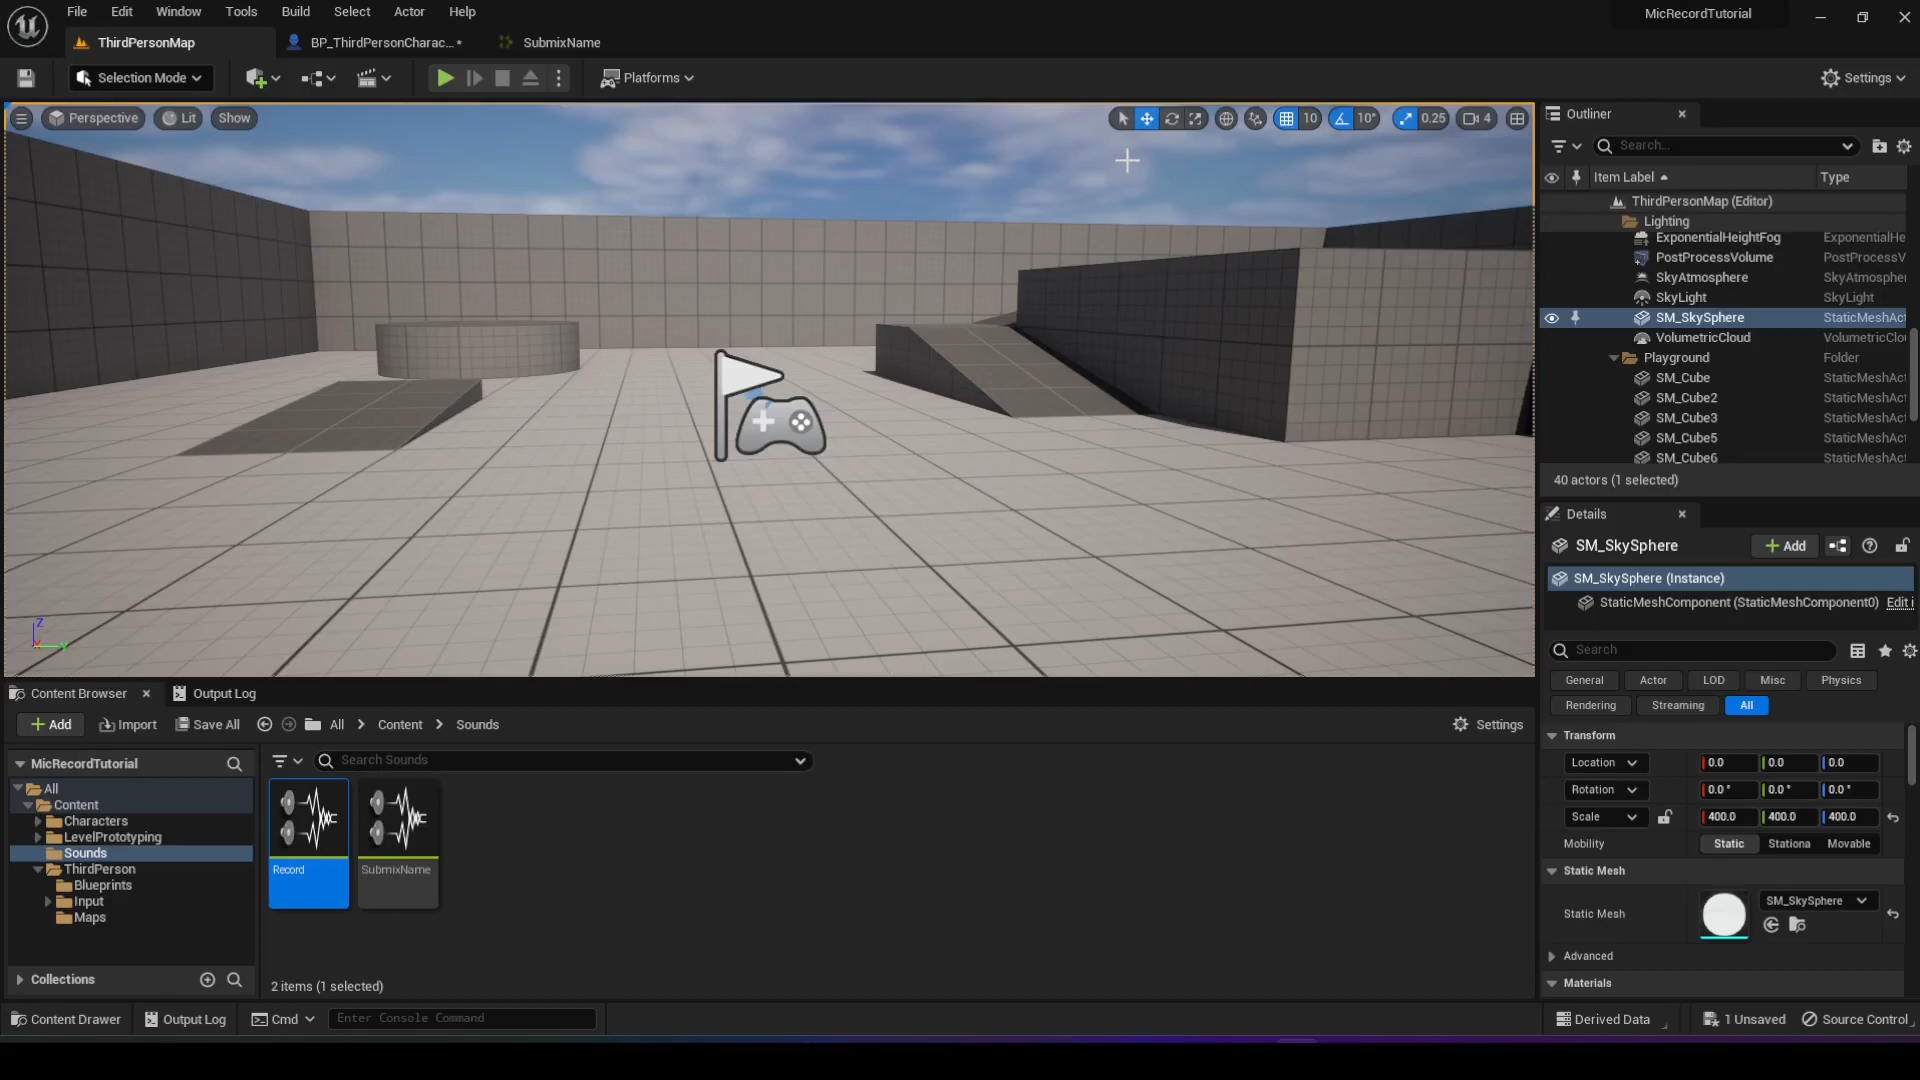 File Edit Window Tools Build Select Actor Help
MicRecordTutorial
ThirdPersonMap
BP_ThirdPersonCharac...*
SubmixName
Selection Mode
Platforms
Settings
Perspective
Lit
Show
10
10°
0.25
4
Outliner
Search...
Item Label
Type
ThirdPersonMap (Editor)
Lighting
ExponentialHeightFog ExponentialHe
PostProcessVolume PostProcessV
SkyAtmosphere SkyAtmospher
SkyLight SkyLight
SM_SkySphere StaticMeshAct
VolumetricCloud VolumetricClou
Playground Folder
SM_Cube StaticMeshAct
SM_Cube2 StaticMeshAct
SM_Cube3 StaticMeshAct
SM_Cube5 StaticMeshAct
SM_Cube6 StaticMeshAct
40 actors (1 selected)
Details
SM_SkySphere
Add
SM_SkySphere (Instance)
StaticMeshComponent (StaticMeshComponent0) Edit i
Search
General Actor LOD Misc Physics
Rendering Streaming All
Transform
Location 0.0 0.0 0.0
Rotation 0.0° 0.0° 0.0°
Scale 400.0 400.0 400.0
Mobility Static Stationa Movable
Static Mesh
Static Mesh
SM_SkySphere
Advanced
Materials
Z
Y
Content Browser
Output Log
Add
Import
Save All
All
Content
Sounds
Settings
MicRecordTutorial
Search Sounds
All
Content
Characters
LevelPrototyping
Sounds
ThirdPerson
Blueprints
Input
Maps
Collections
Record
SubmixName
2 items (1 selected)
Content Drawer
Output Log
Cmd
Enter Console Command
Derived Data
1 Unsaved
Source Control